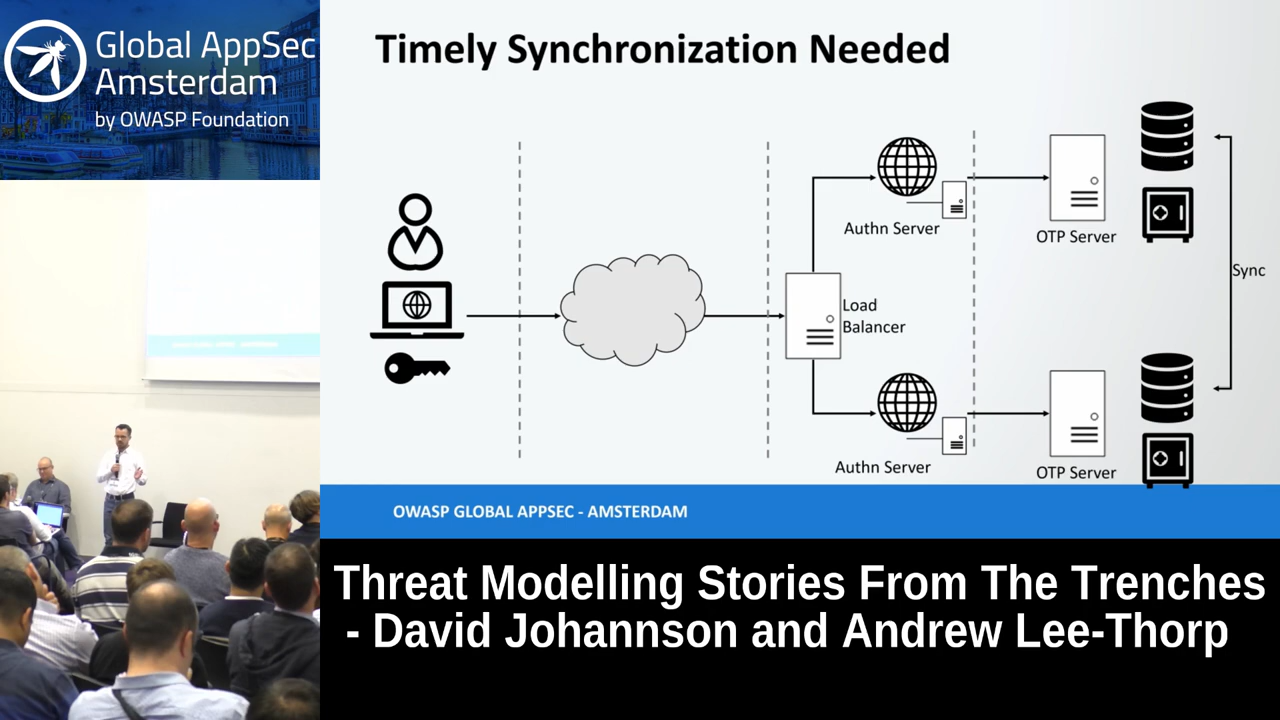 Global AppSec
Amsterdam
by OWASP Foundation
Timely Synchronization Needed
Authn Server
OTP Server
Sync
Load
Balancer
Authn Server
OTP Server
OWASP GLOBAL APPSEC - AMSTERDAM
Threat Modelling Stories From The Trenches
- David Johannson and Andrew Lee-Thorp